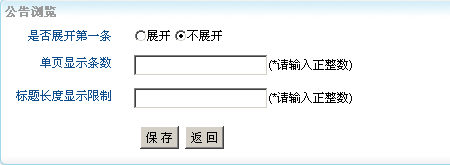 公告浏览
是否展开第一条 展开 不展开
单页显示条数 (*请输入正整数)
标题长度显示限制 (*请输入正整数)
保存 返回